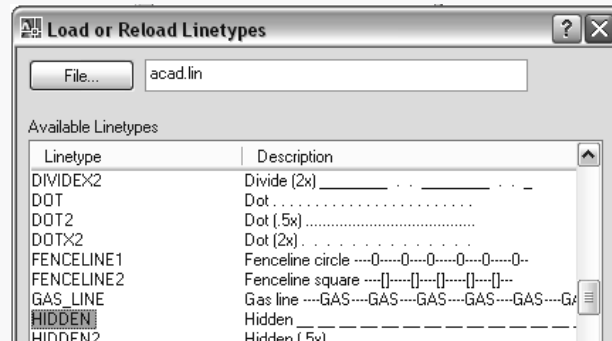 Load or Reload Linetypes
File... acad.lin
Available Linetypes
Linetype Description
DIVIDEX2 Divide (2x) ________ . . ________ . . _
DOT Dot . . . . . . . . . . . . . . . . . . . . . . . .
DOT2 Dot (.5x) ........................................
DOTX2 Dot (2x) . . . . . . . . . . . . . .
FENCELINE1 Fenceline circle ----0-----0----0-----0----0-----0--
FENCELINE2 Fenceline square ----[]-----[]----[]-----[]----[]---
GAS_LINE Gas line ----GAS----GAS----GAS----GAS----GAS----GA
HIDDEN Hidden __ __ __ __ __ __ __ __ __ __ __ __ __ __
HIDDEN2 Hidden (.5x)